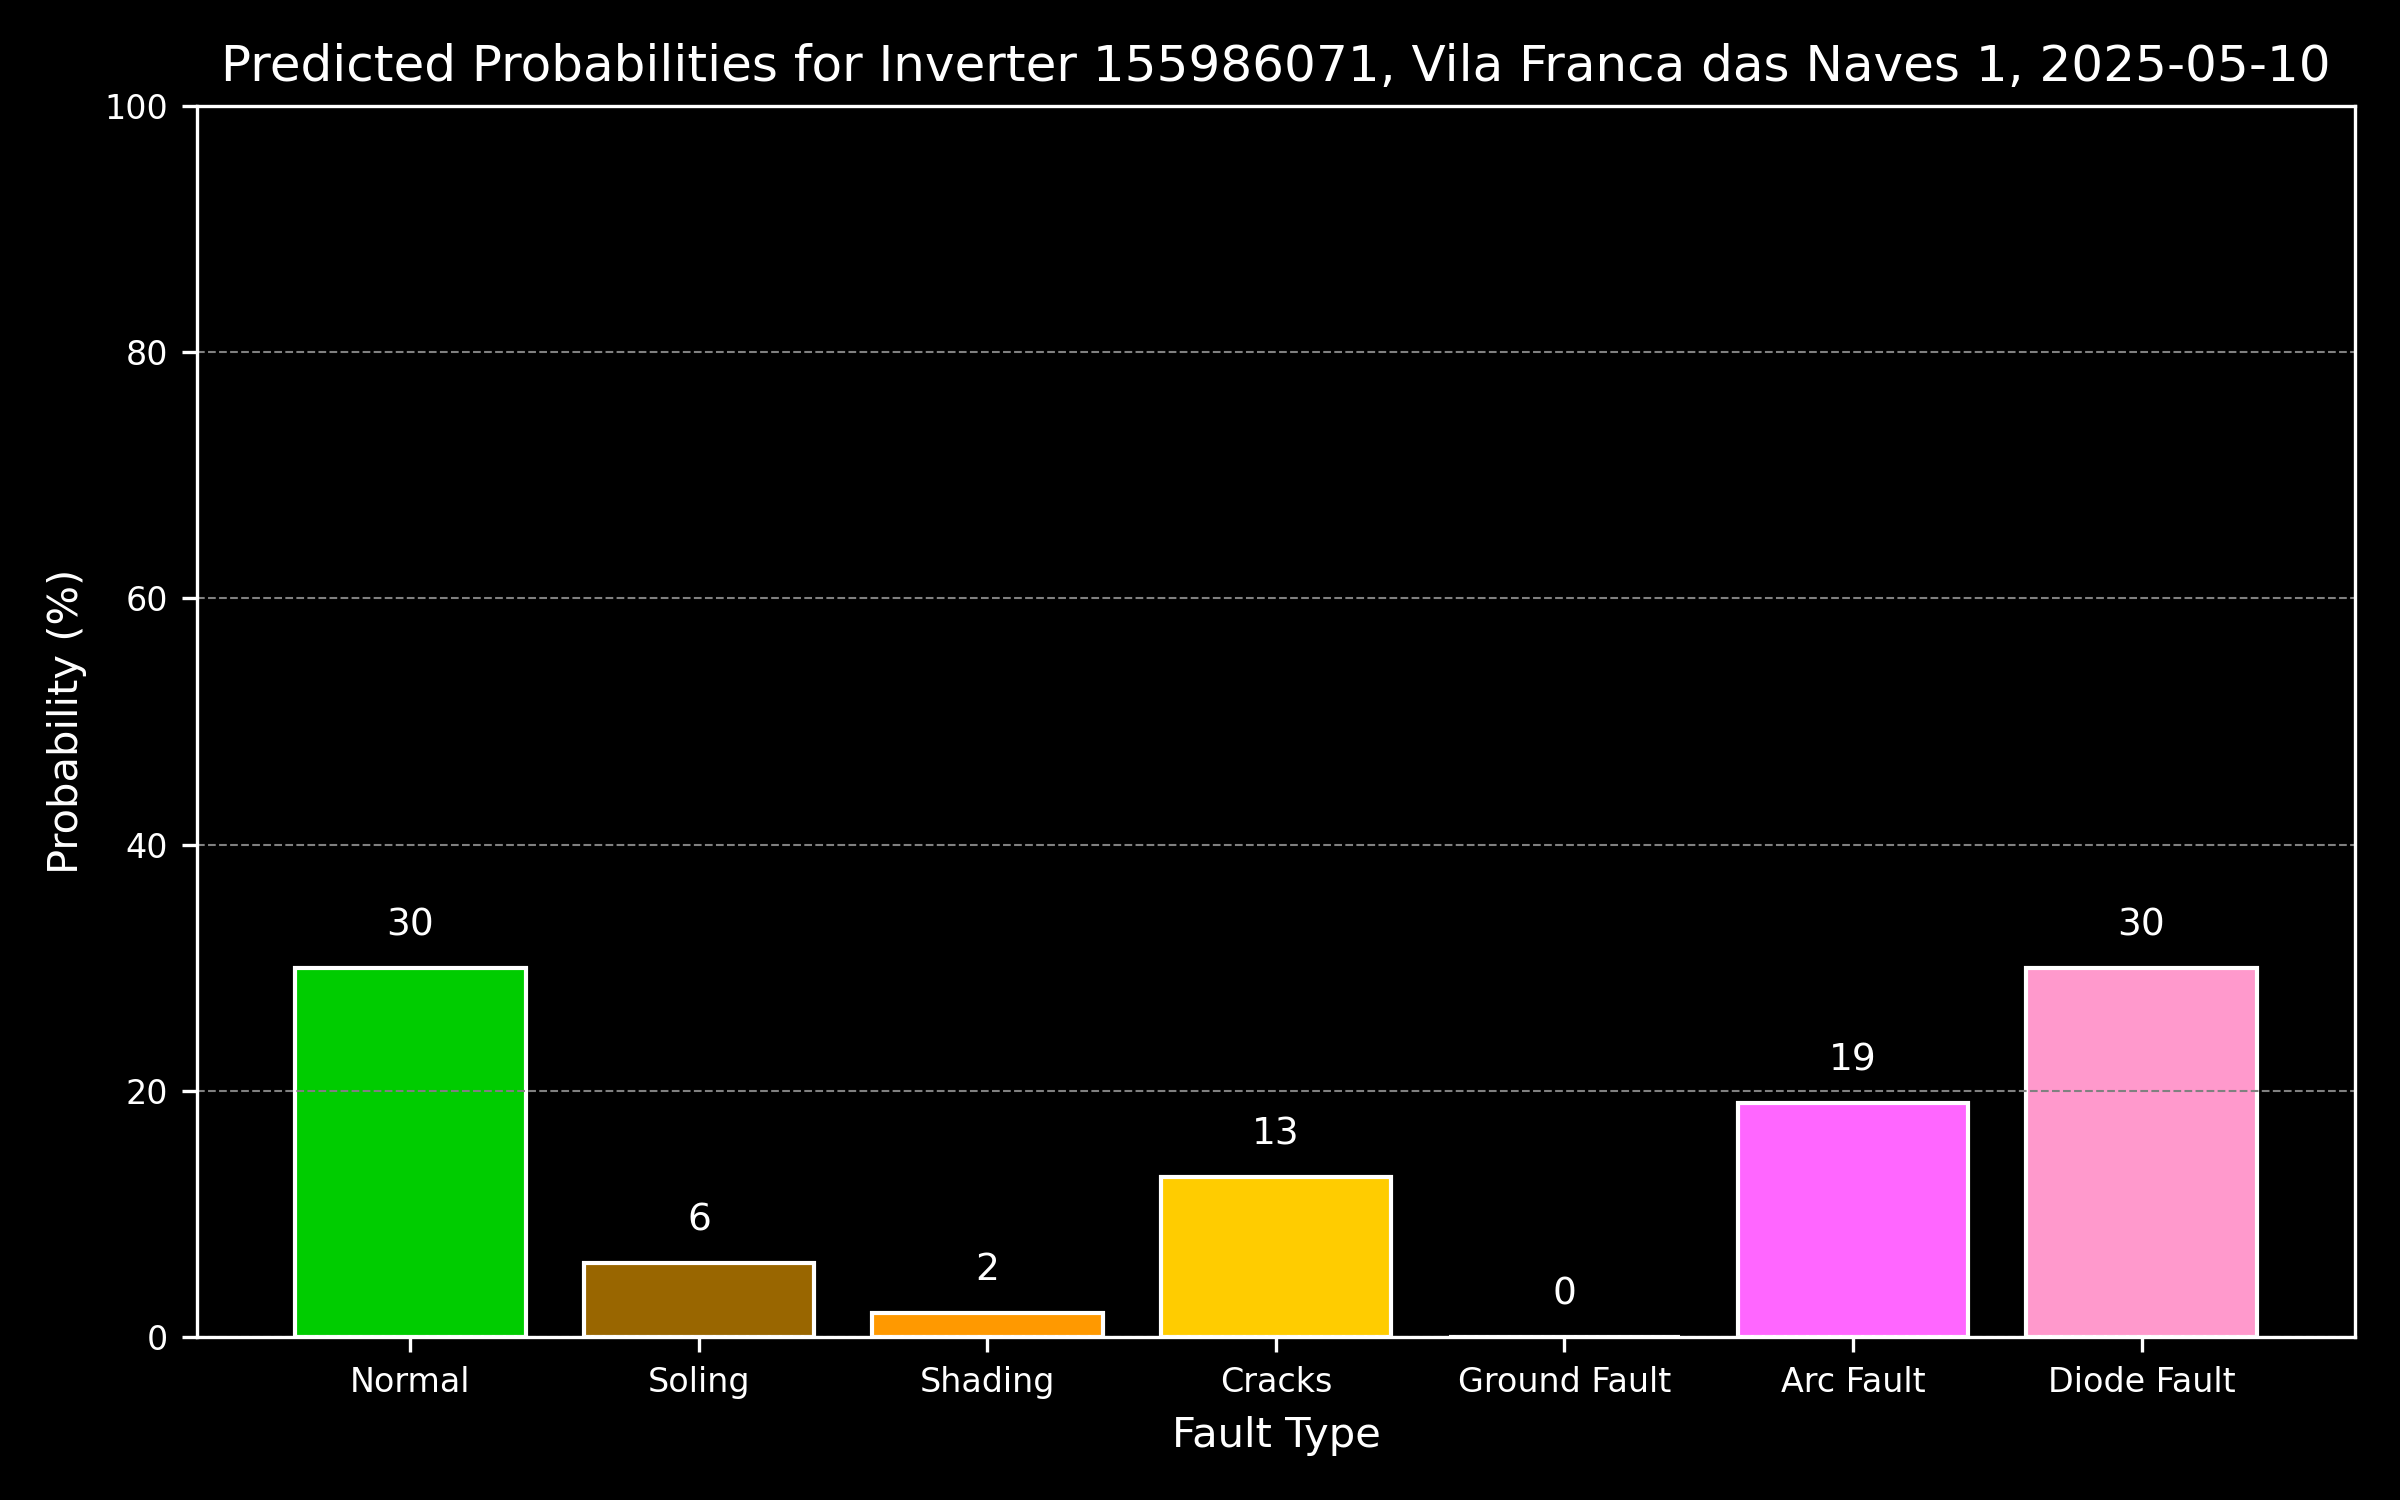 Predicted Probabilities for Inverter 155986071, Vila Franca das Naves 1, 2025-05-10
Probability (%)
100
80
60
40
20
0
30
6
2
13
0
19
30
Normal
Soling
Shading
Cracks
Ground Fault
Arc Fault
Diode Fault
Fault Type